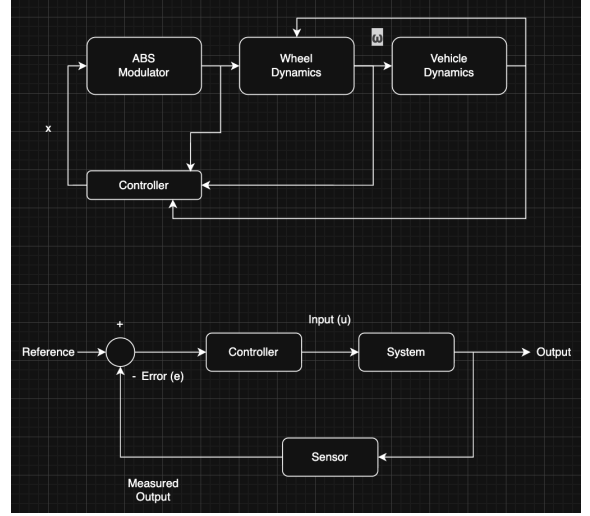 ω
ABS
Modulator
Wheel
Dynamics
Vehicle
Dynamics
x
Controller
+
Input (u)
Reference
Controller
System
Output
- Error (e)
Sensor
Measured
Output